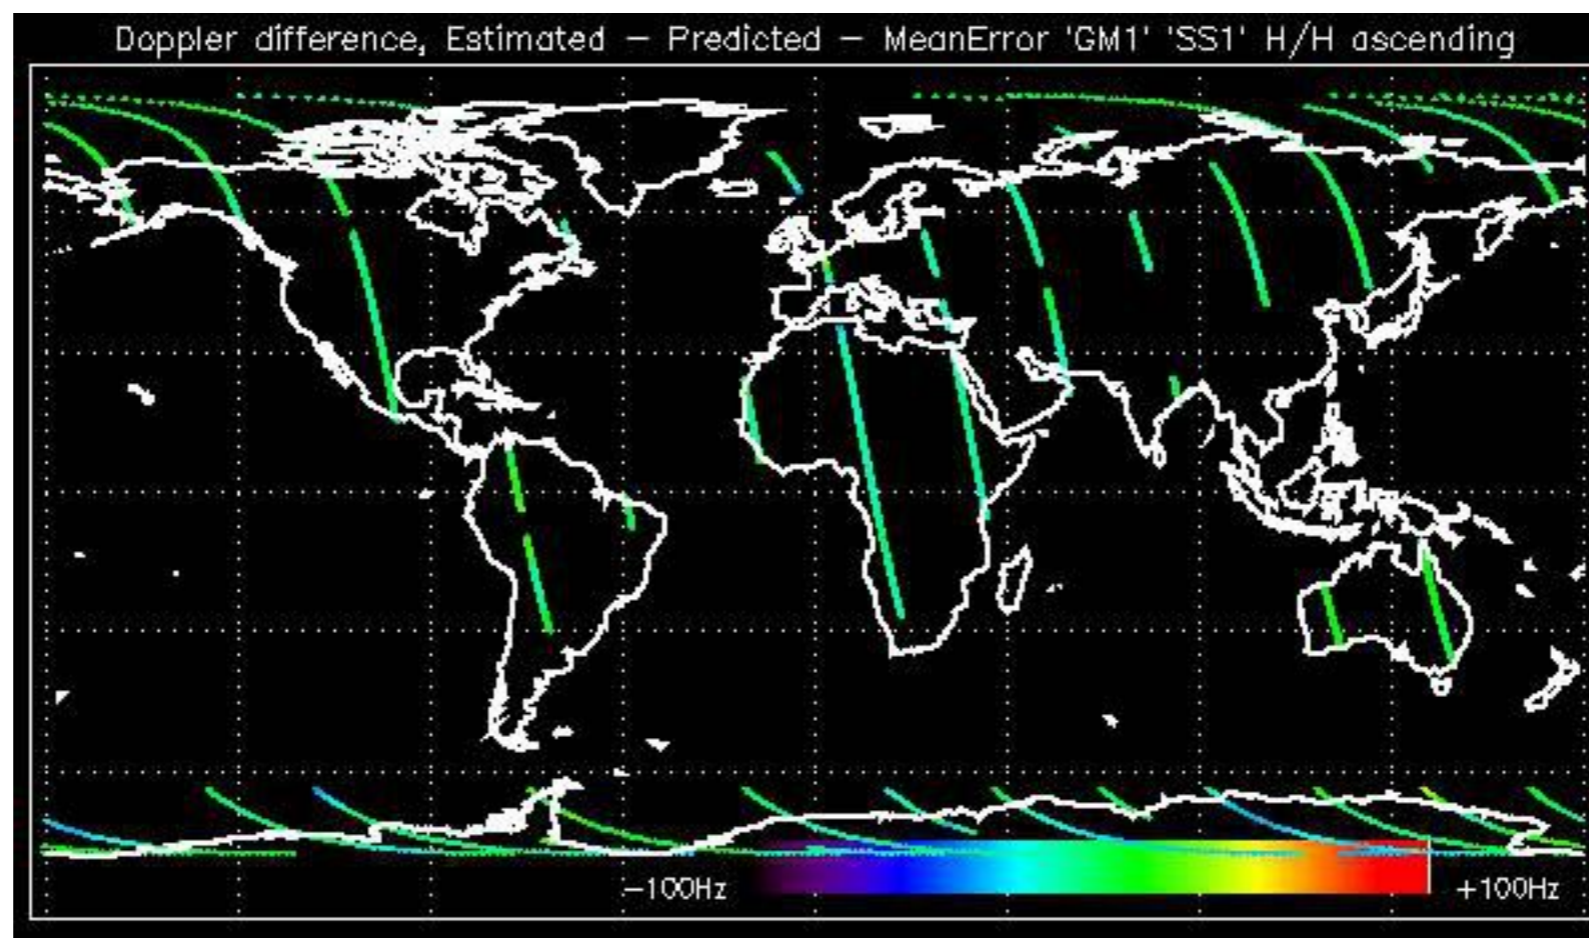 Doppler difference, Estimated – Predicted – MeanError 'GM1' 'SS1' H/H ascending
–100Hz +100Hz